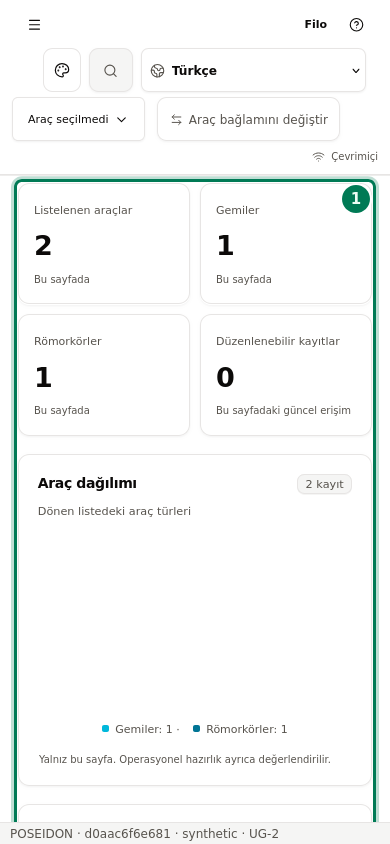 Filo
Türkçe
Araç seçilmedi
Araç bağlamını değiştir
Çevrimiçi
1
Listelenen araçlar
2
Bu sayfada
Gemiler
1
Bu sayfada
Römorkörler
1
Bu sayfada
Düzenlenebilir kayıtlar
0
Bu sayfadaki güncel erişim
Araç dağılımı
2 kayıt
Dönen listedeki araç türleri
Gemiler: 1 ·
Römorkörler: 1
Yalnız bu sayfa. Operasyonel hazırlık ayrıca değerlendirilir.
POSEIDON · d0aac6f6e681 · synthetic · UG-2